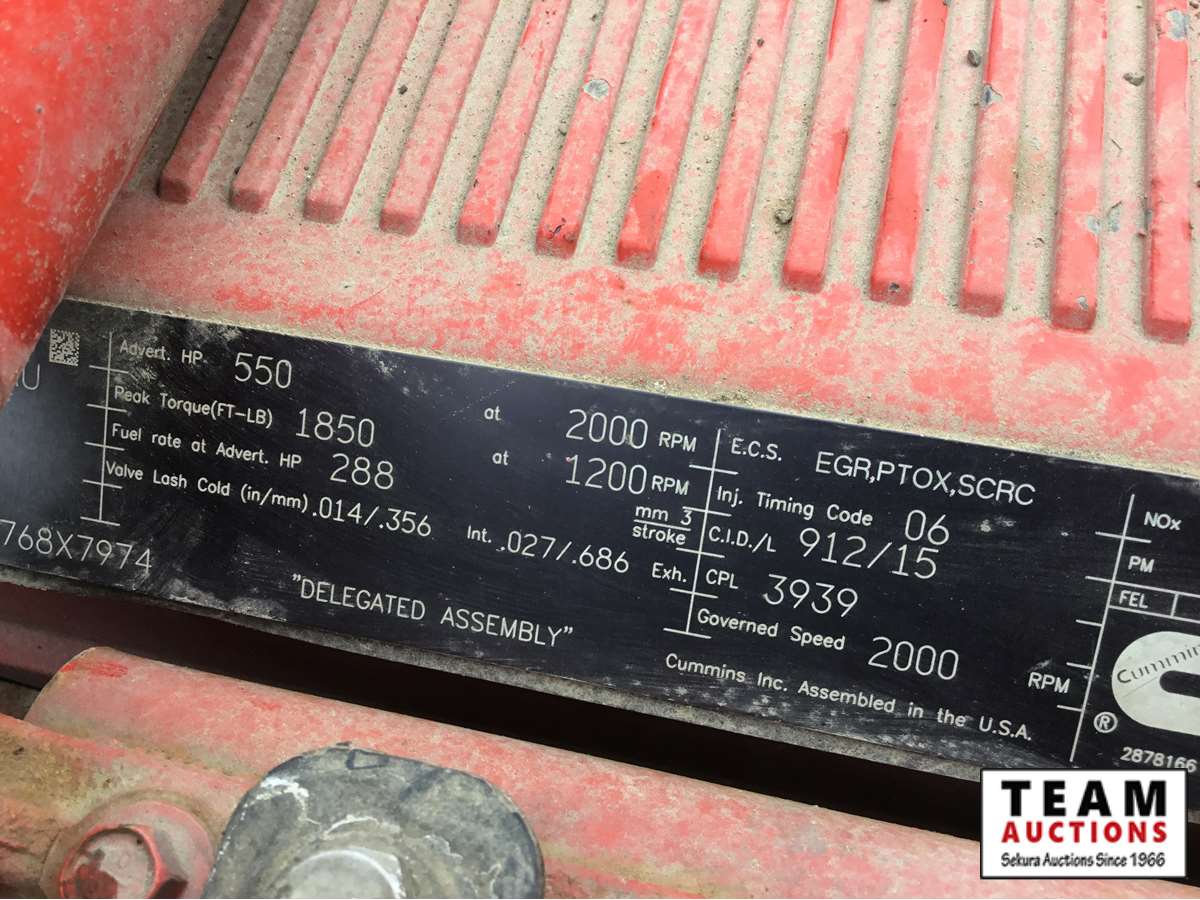 Advert. HP 550 at 2000 RPM
Peak Torque(FT-LB) 1850 at 1200 RPM
Fuel rate at Advert. HP 288 mm 3 stroke
Valve Lash Cold (in/mm) .014/.356 Int. .027/.686 Exh.
768X7974
"DELEGATED ASSEMBLY"
E.C.S. EGR,PTOX,SCRC
Inj. Timing Code 06
C.I.D./L 912/15
CPL 3939
Governed Speed 2000 RPM
Cummins Inc. Assembled in the U.S.A.
NOx
PM
FEL
Cummins
®
2878166
TEAM
AUCTIONS
Sekura Auctions Since 1966